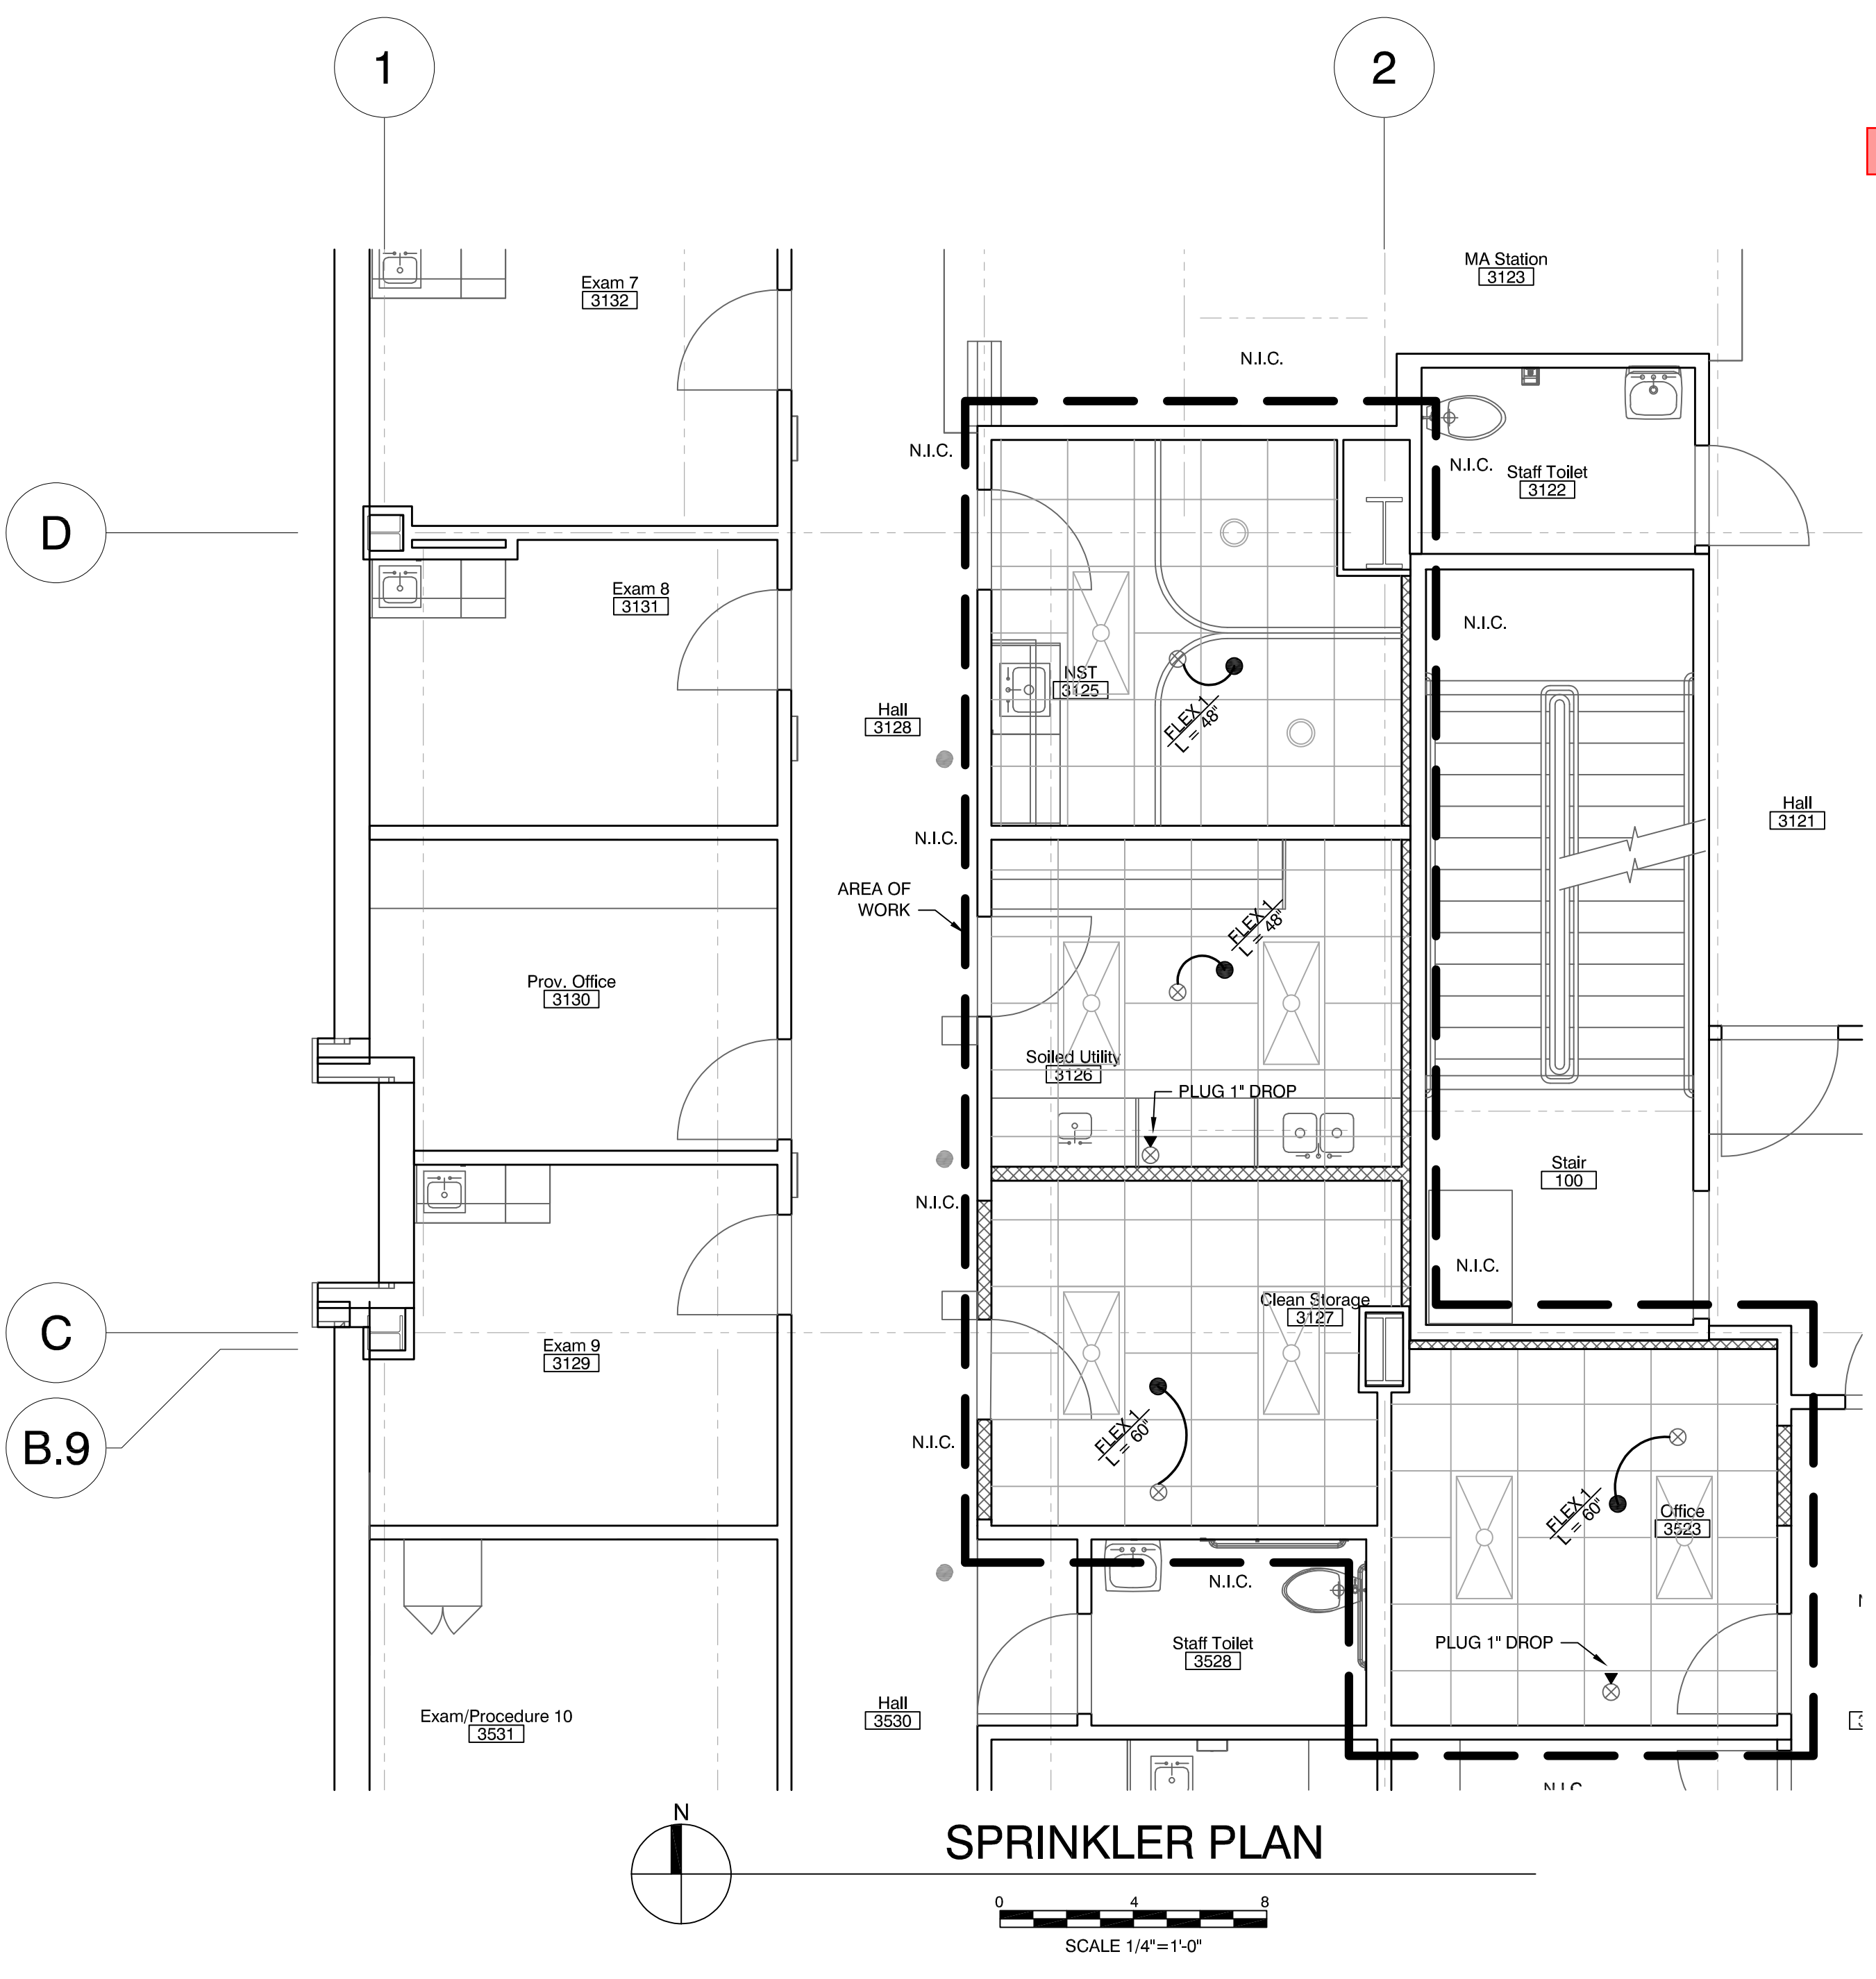 1
2
MA Station
3123
Exam 7
3132
N.I.C.
N.I.C.
N.I.C.
Staff Toilet
3122
D
Exam 8
3131
N.I.C.
NST
3125
Hall
3128
FLEX 1
L = 48"
Hall
3121
N.I.C.
AREA OF
WORK
FLEX 1
L = 48"
Prov. Office
3130
Soiled Utility
3126
PLUG 1" DROP
Stair
100
N.I.C.
N.I.C.
Clean Storage
3127
C
Exam 9
3129
B.9
N.I.C.
FLEX 1
L = 60"
FLEX 1
L = 60"
Office
3523
N.I.C.
Staff Toilet
3528
PLUG 1" DROP
Hall
3530
Exam/Procedure 10
3531
N.I.C.
N
SPRINKLER PLAN
0 4 8
SCALE 1/4"=1'-0"